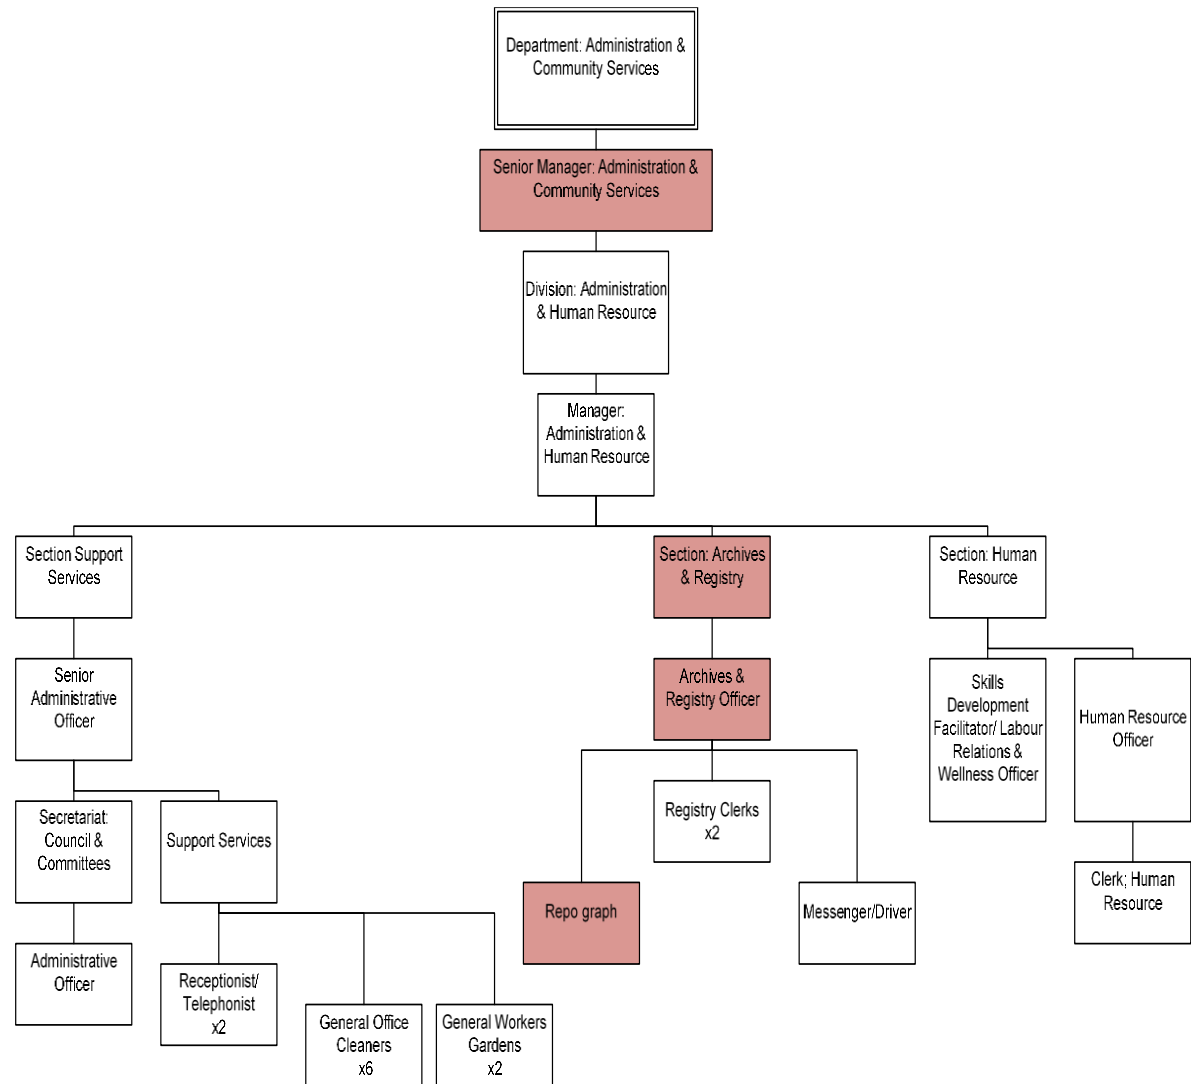 Department: Administration &
Community Services
Senior Manager: Administration &
Community Services
Division: Administration
& Human Resource
Manager:
Administration &
Human Resource
Section Support
Services
Section: Archives
& Registry
Section: Human
Resource
Senior
Administrative
Officer
Archives &
Registry Officer
Skills
Development
Facilitator/ Labour
Relations &
Wellness Officer
Human Resource
Officer
Secretariat:
Council &
Committees
Support Services
Registry Clerks
x2
Repo graph
Messenger/Driver
Clerk; Human
Resource
Administrative
Officer
Receptionist/
Telephonist
x2
General Office
Cleaners
x6
General Workers
Gardens
x2